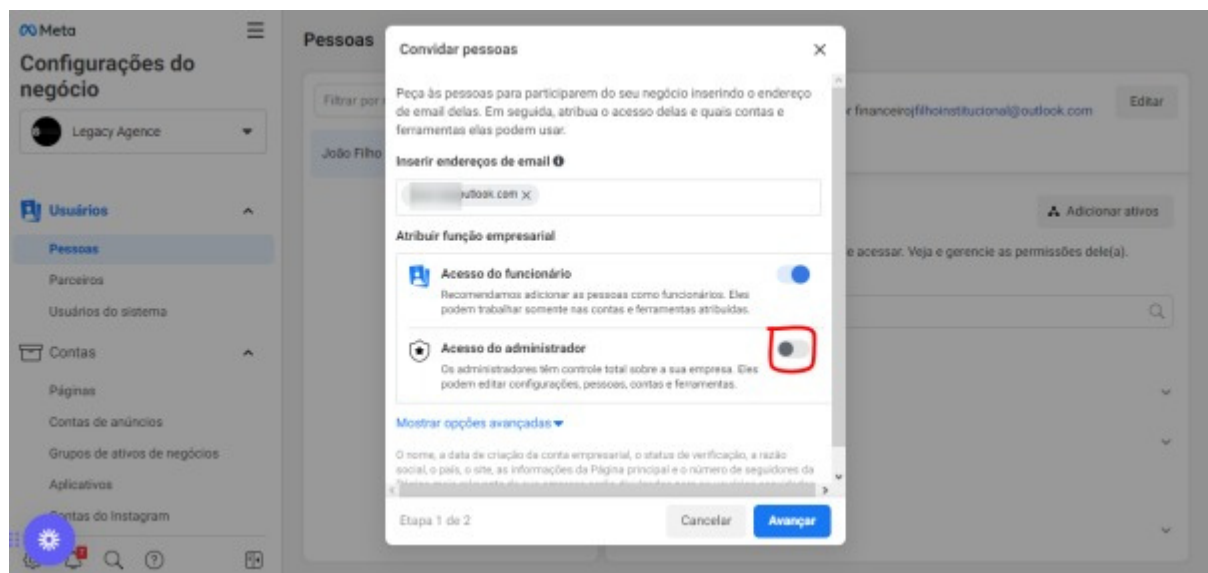 Meta
Configurações do
negócio
Legacy Agence
Usuários
Pessoas
Parceiros
Usuários do sistema
Contas
Páginas
Contas de anúncios
Grupos de ativos de negócios
Aplicativos
Contas do Instagram
Pessoas
Filtrar por
João Filho
Convidar pessoas
Peça às pessoas para participarem do seu negócio inserindo o endereço
de email delas. Em seguida, atribua o acesso delas e quais contas e
ferramentas elas podem usar.
Inserir endereços de email
outlook.com
Atribuir função empresarial
Acesso do funcionário
Recomendamos adicionar as pessoas como funcionários. Eles
podem trabalhar somente nas contas e ferramentas atribuídas.
Acesso do administrador
Os administradores têm controle total sobre a sua empresa. Eles
podem editar configurações, pessoas, contas e ferramentas.
Mostrar opções avançadas
O nome, a data de criação da conta empresarial, o status de verificação, a razão
social, o país, o site, as informações da Página principal e o número de seguidores da
Etapa 1 de 2
Cancelar
Avançar
r financeirojfilhoinstitucional@outlook.com
Editar
Adicionar ativos
e acessar. Veja e gerencie as permissões dele(a).